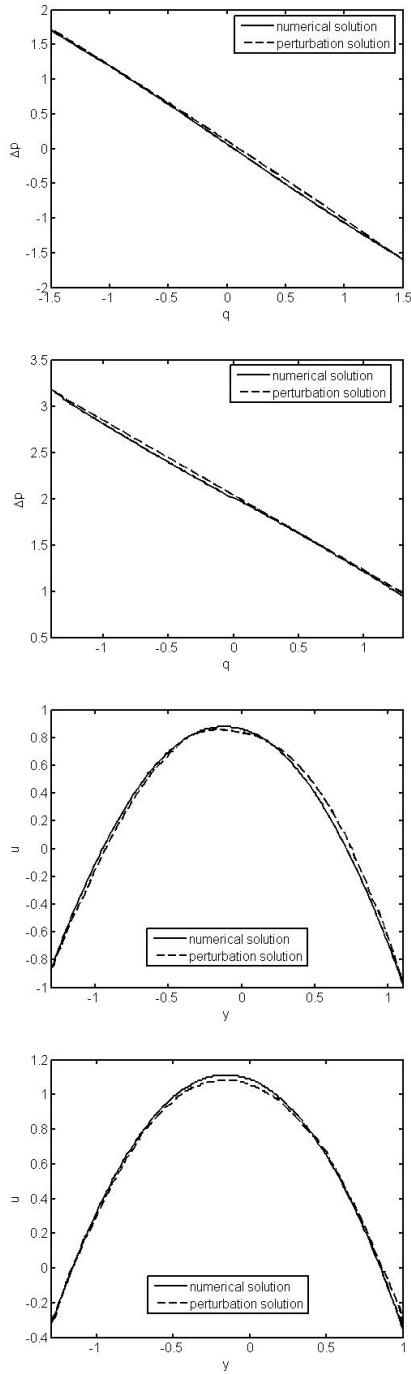 2
1.5
1
0.5
0
-0.5
-1
-1.5
-2
Δp
numerical solution
perturbation solution
-1.5 -1 -0.5 0 0.5 1 1.5
q
3.5
3
2.5
2
1.5
1
0.5
Δp
numerical solution
perturbation solution
-1 -0.5 0 0.5 1
q
1
0.8
0.6
0.4
0.2
0
-0.2
-0.4
-0.6
-0.8
-1
u
numerical solution
perturbation solution
-1 -0.5 0 0.5 1
y
1.2
1
0.8
0.6
0.4
0.2
0
-0.2
-0.4
u
numerical solution
perturbation solution
-1 -0.5 0 0.5 1
y